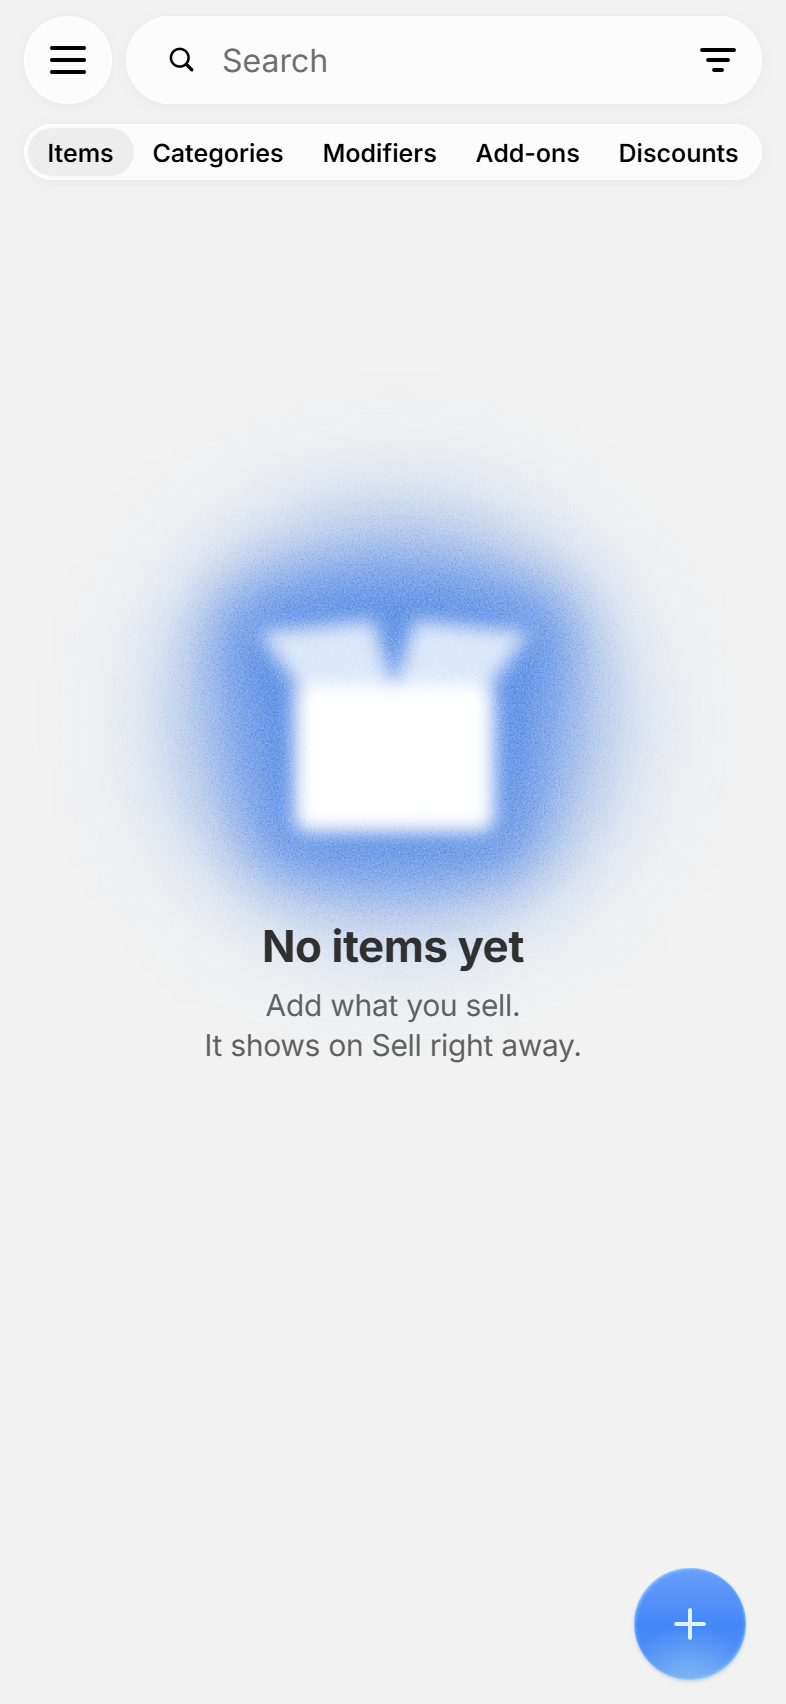 Search
Items Categories Modifiers Add-ons Discounts
No items yet
Add what you sell.
It shows on Sell right away.